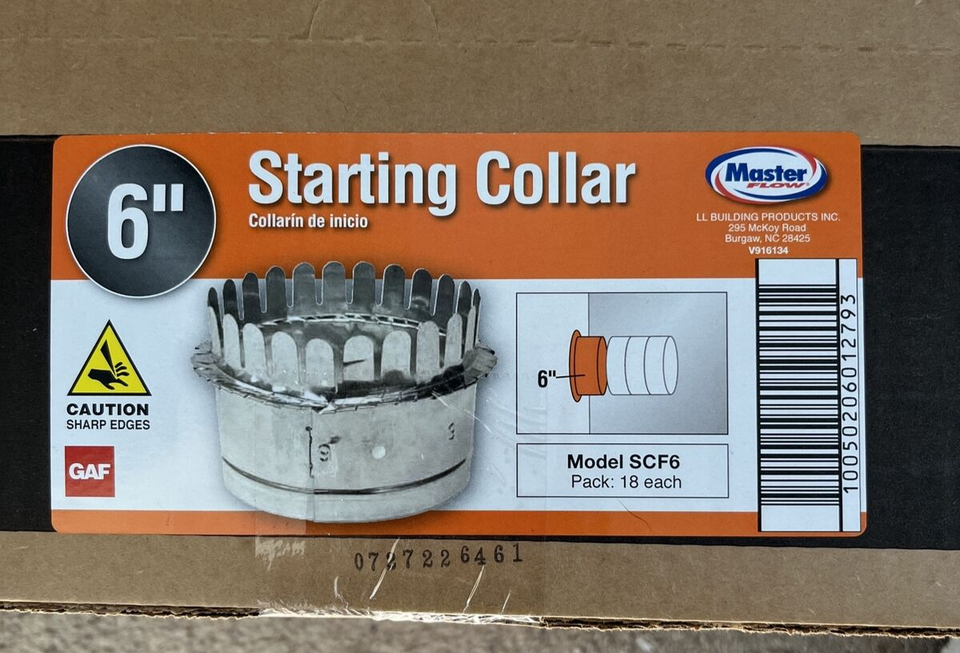 6"
Starting Collar
Collarín de inicio
Master
FLOW®
LL BUILDING PRODUCTS INC.
295 McKoy Road
Burgaw, NC 28425
V916134
CAUTION
SHARP EDGES
GAF
6"
Model SCF6
Pack: 18 each
10050206012793
0727226461